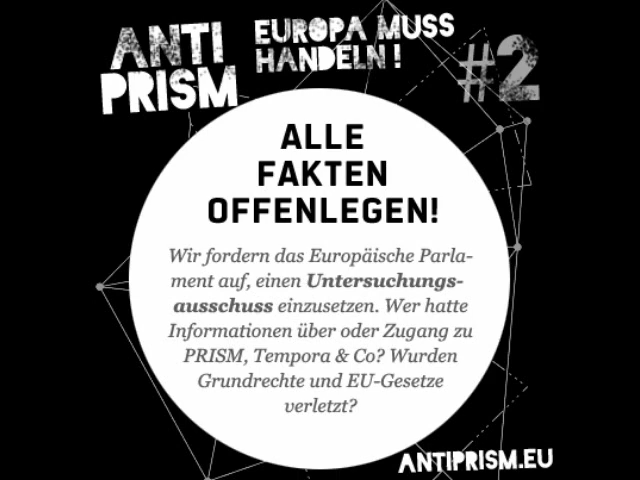 ANTI
PRISM
EUROPA MUSS
HANDELN !
#2
ALLE
FAKTEN
OFFENLEGEN!
Wir fordern das Europäische Parla-
ment auf, einen Untersuchungs-
ausschuss einzusetzen. Wer hatte
Informationen über oder Zugang zu
PRISM, Tempora & Co? Wurden
Grundrechte und EU-Gesetze
verletzt?
ANTIPRISM.EU